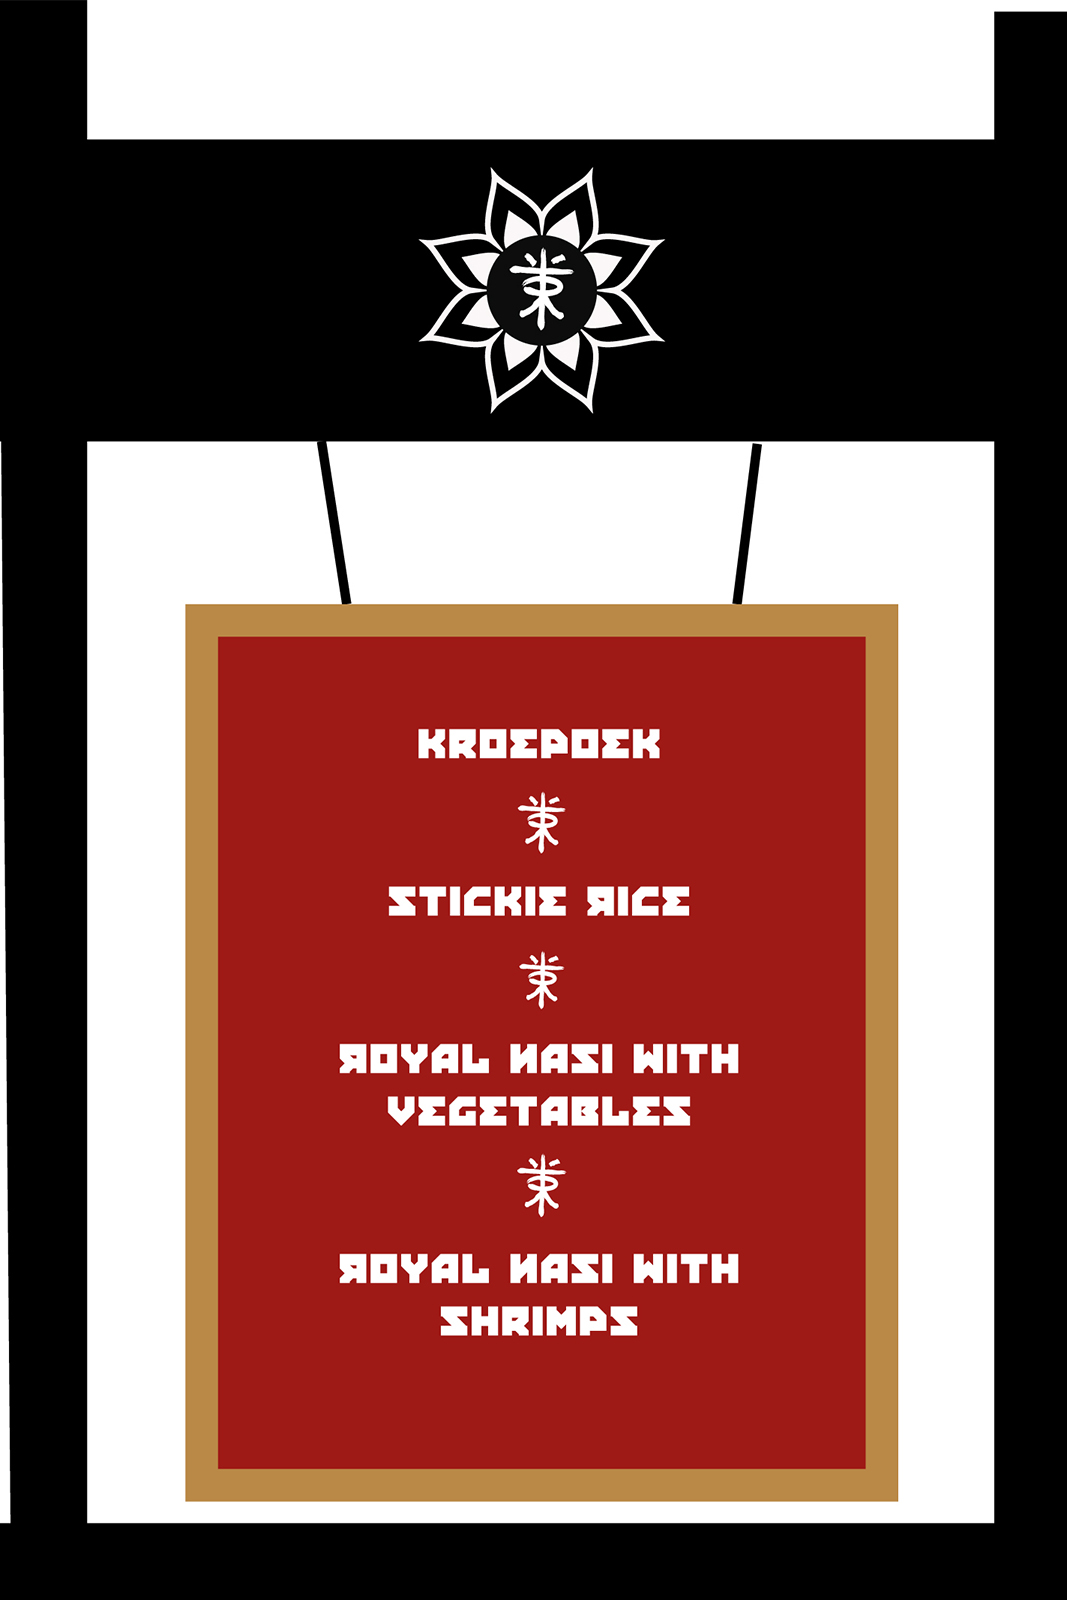 KROEPOEK
STICKIE RICE
ROYAL NASI WITH
VEGETABLES
ROYAL NASI WITH
SHRIMPS